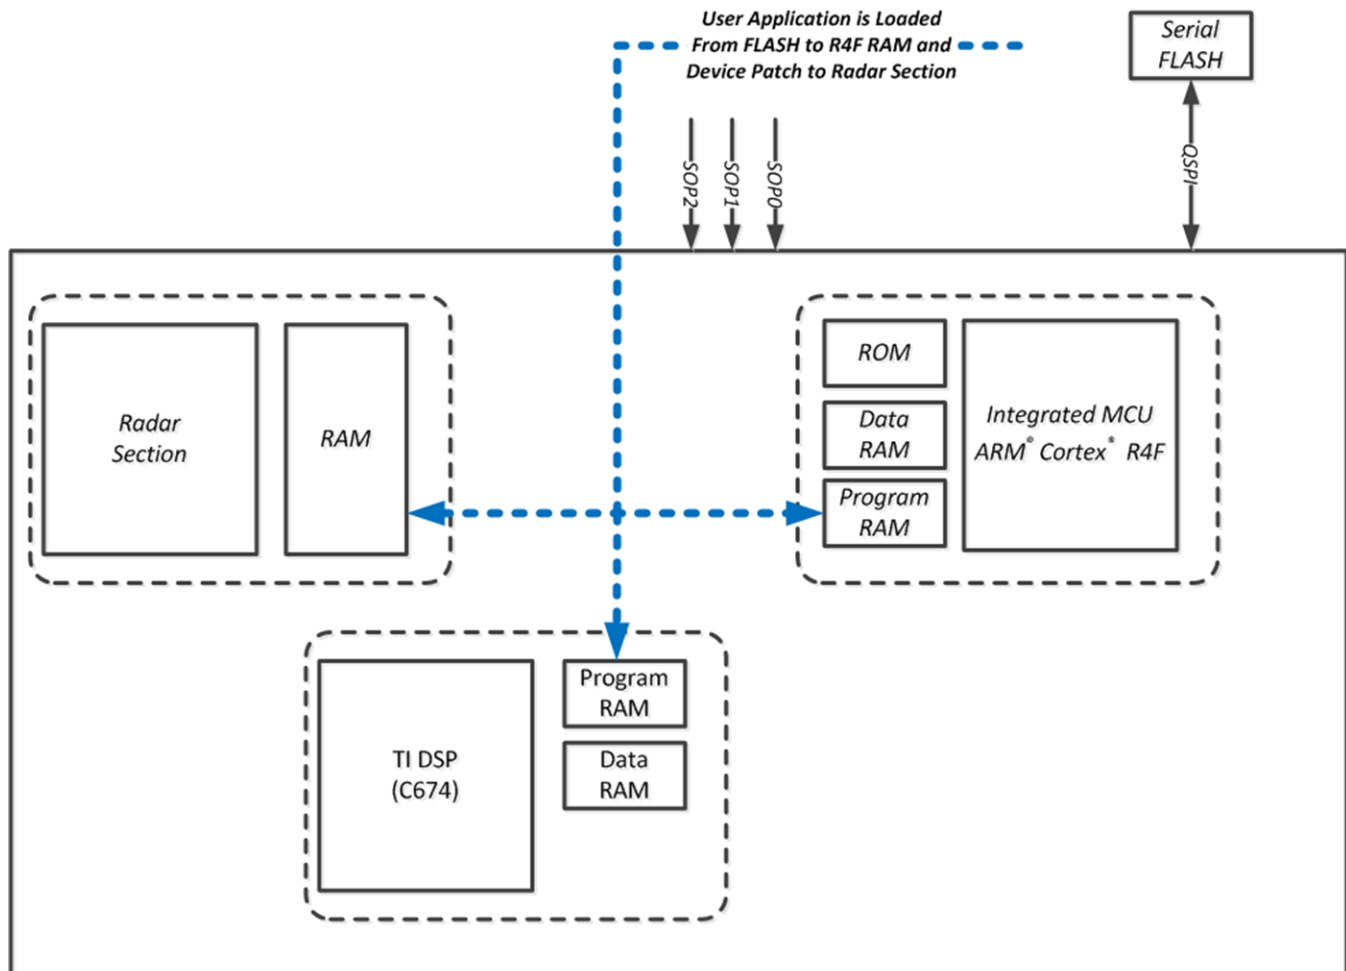 User Application is Loaded
From FLASH to R4F RAM and
Device Patch to Radar Section
Serial
FLASH
SOP2
SOP1
SOP0
QSPI
Radar
Section
RAM
ROM
Data
RAM
Program
RAM
Integrated MCU
ARM® Cortex® R4F
TI DSP
(C674)
Program
RAM
Data
RAM